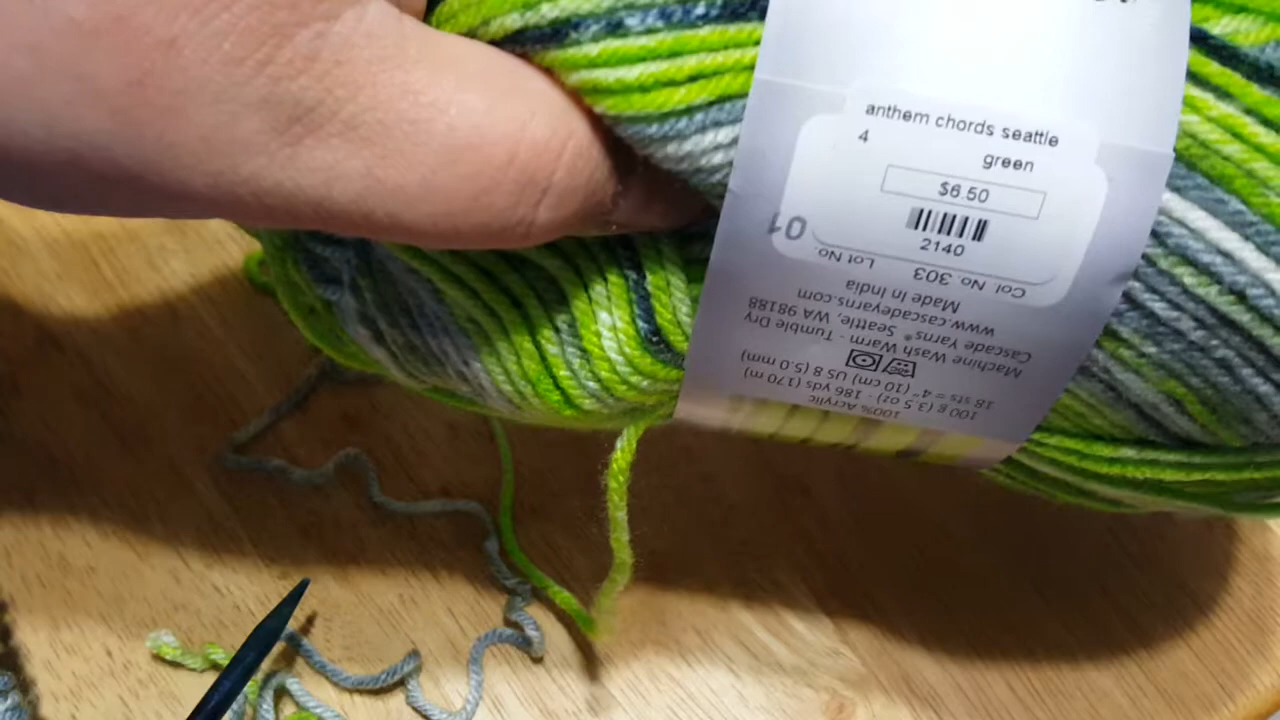 anthem chords seattle
4
green
$6.50
2140
100% Acrylic
100 g (3.5 oz) · 186 yds (170 m)
18 sts = 4" (10 cm) US 8 (5.0 mm)
Machine Wash Warm - Tumble Dry
Cascade Yarns® Seattle, WA 98188
www.cascadeyarns.com
Made In India
Col No. 303 Lot No.
01